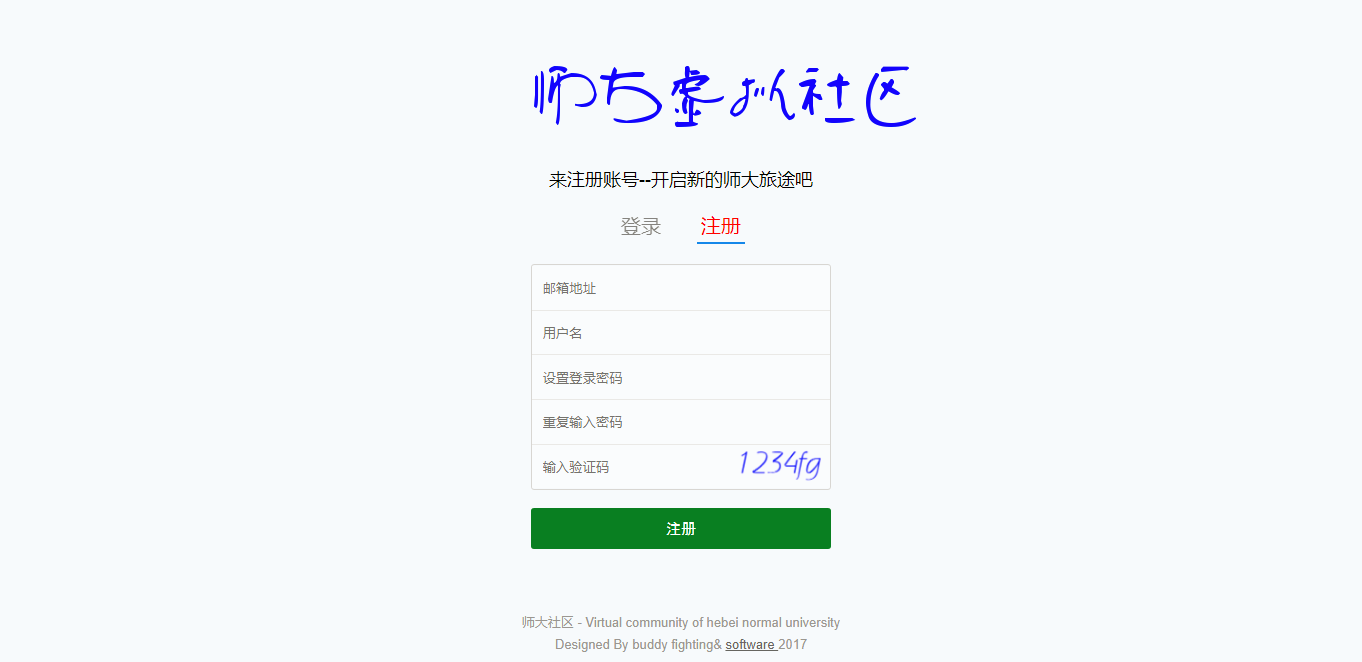 师大虚拟社区
来注册账号--开启新的师大旅途吧
登录 注册
邮箱地址
用户名
设置登录密码
重复输入密码
输入验证码 1234fg
注册
师大社区 - Virtual community of hebei normal university
Designed By buddy fighting& software 2017